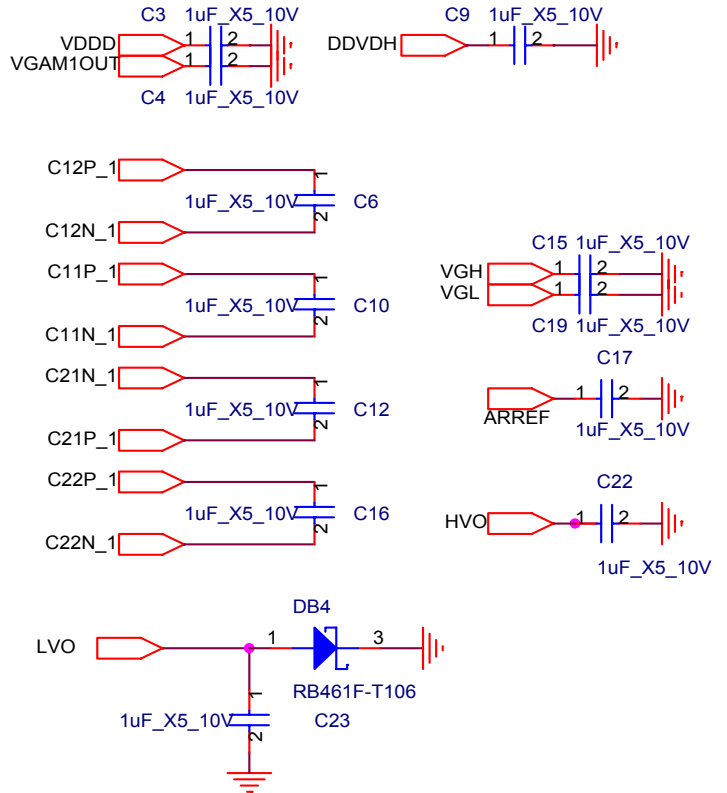 C3 1uF_X5_10V
VDDD 1 2
VGAM1OUT 1 2
C4 1uF_X5_10V
C9 1uF_X5_10V
DDVDH 1 2
C12P_1
1
1uF_X5_10V C6
2
C12N_1
C11P_1
1
1uF_X5_10V C10
2
C11N_1
C21N_1
1
1uF_X5_10V C12
2
C21P_1
C22P_1
1
1uF_X5_10V C16
2
C22N_1
C15 1uF_X5_10V
VGH 1 2
VGL 1 2
C19 1uF_X5_10V
C17
1 2
ARREF
1uF_X5_10V
C22
HVO 1 2
1uF_X5_10V
DB4
LVO 1 3
RB461F-T106
1
1uF_X5_10V C23
2